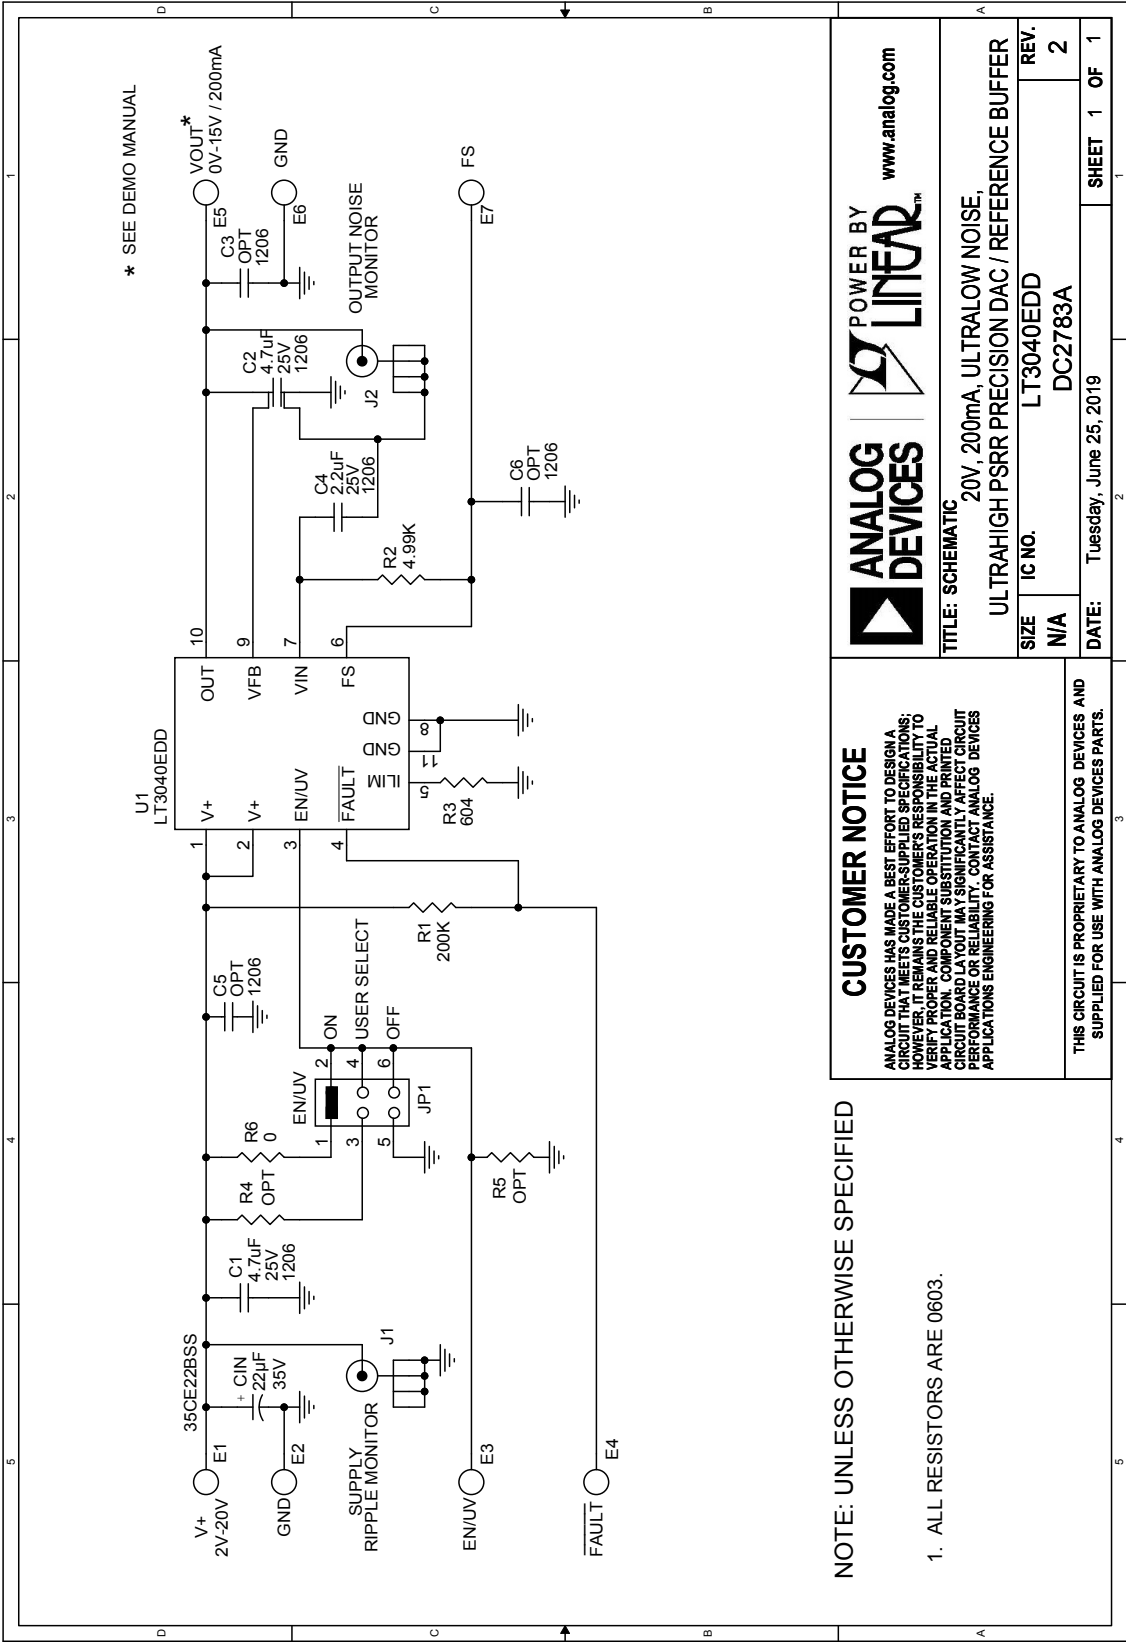 5
4
3
2
1
D
D
C
C
B
B
A
A
5
4
3
2
1
* SEE DEMO MANUAL
V+
2V-20V
E1
GND
E2
35CE22BSS
+
CIN
22µF
35V
SUPPLY
RIPPLE MONITOR
J1
EN/UV
E3
FAULT
E4
C1
4.7uF
25V
1206
R4
OPT
R6
0
EN/UV
1
2
ON
3
4
USER SELECT
5
6
OFF
JP1
R5
OPT
C5
OPT
1206
R1
200K
U1
LT3040EDD
1
V+
2
V+
3
EN/UV
4
FAULT
OUT
10
VFB
9
VIN
7
FS
6
ILIM
5
GND
11
GND
8
R3
604
R2
4.99K
C4
2.2uF
25V
1206
C6
OPT
1206
C2
4.7uF
25V
1206
J2
OUTPUT NOISE
MONITOR
C3
OPT
1206
VOUT*
0V-15V / 200mA
E5
GND
E6
FS
E7
NOTE: UNLESS OTHERWISE SPECIFIED
1. ALL RESISTORS ARE 0603.
CUSTOMER NOTICE
ANALOG DEVICES HAS MADE A BEST EFFORT TO DESIGN A
CIRCUIT THAT MEETS CUSTOMER-SUPPLIED SPECIFICATIONS;
HOWEVER, IT REMAINS THE CUSTOMER'S RESPONSIBILITY TO
VERIFY PROPER AND RELIABLE OPERATION IN THE ACTUAL
APPLICATION. COMPONENT SUBSTITUTION AND PRINTED
CIRCUIT BOARD LAYOUT MAY SIGNIFICANTLY AFFECT CIRCUIT
PERFORMANCE OR RELIABILITY. CONTACT ANALOG DEVICES
APPLICATIONS ENGINEERING FOR ASSISTANCE.
THIS CIRCUIT IS PROPRIETARY TO ANALOG DEVICES AND
SUPPLIED FOR USE WITH ANALOG DEVICES PARTS.
ANALOG
DEVICES
POWER BY
LINEAR™
www.analog.com
TITLE: SCHEMATIC
20V, 200mA, ULTRALOW NOISE,
ULTRAHIGH PSRR PRECISION DAC / REFERENCE BUFFER
SIZE
N/A
IC NO.
LT3040EDD
DC2783A
REV.
2
DATE: Tuesday, June 25, 2019
SHEET 1 OF 1